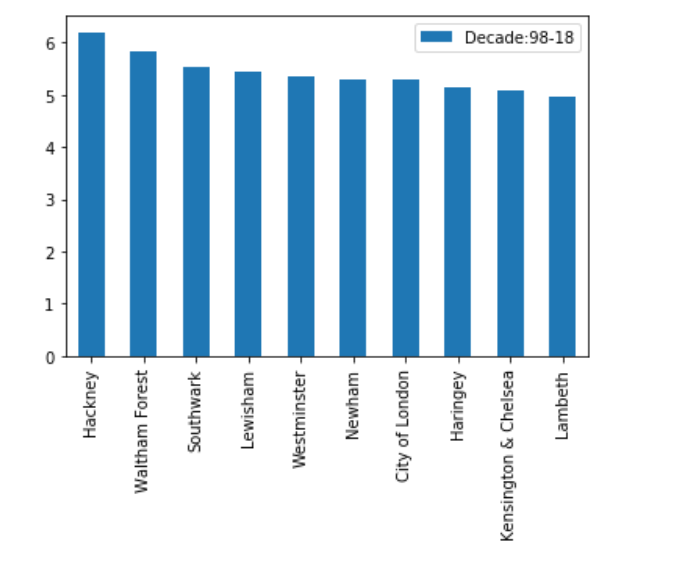 Decade:98-18
6
5
4
3
2
1
0
Hackney
Waltham Forest
Southwark
Lewisham
Westminster
Newham
City of London
Haringey
Kensington & Chelsea
Lambeth